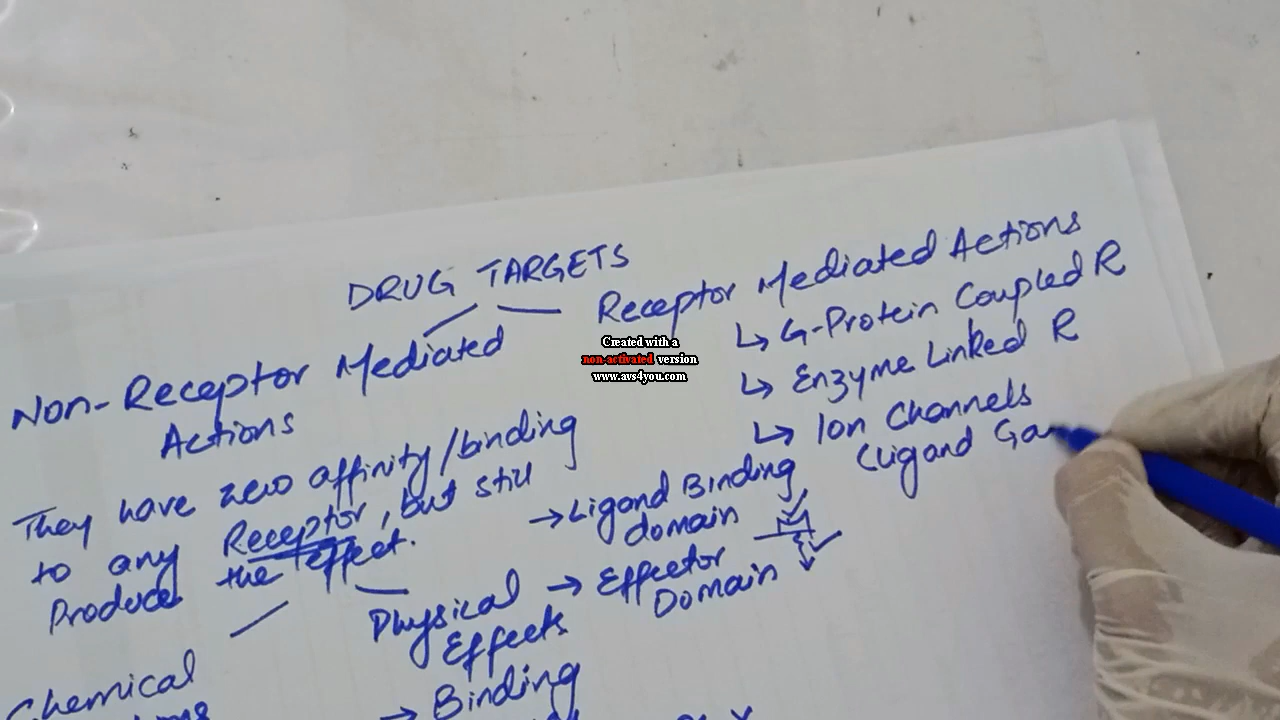 DRUG TARGETS
Non-Receptor Mediated
Actions
They have zero affinity/binding
to any Receptor, but still
Produces the effect.
Chemical
Physical
Effects
→ Binding
Receptor Mediated Actions
↳ G-Protein Coupled R
↳ Enzyme Linked R
↳ Ion Channels
(Ligand Ga
→ Ligand Binding
domain
→ Effector
Domain
Created with a
non-activated version
www.avs4you.com